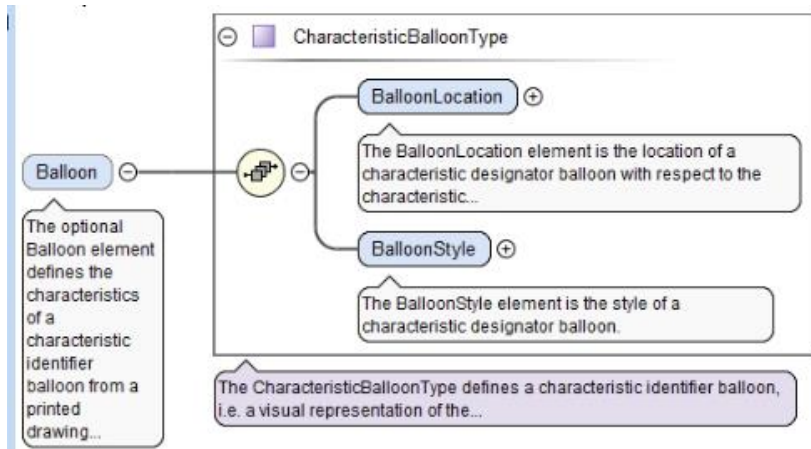 CharacteristicBalloonType
BalloonLocation
The BalloonLocation element is the location of a
characteristic designator balloon with respect to the
characteristic...
Balloon
The optional
Balloon element
defines the
characteristics
of a
characteristic
identifier
balloon from a
printed
drawing...
BalloonStyle
The BalloonStyle element is the style of a
characteristic designator balloon.
The CharacteristicBalloonType defines a characteristic identifier balloon,
i.e. a visual representation of the...